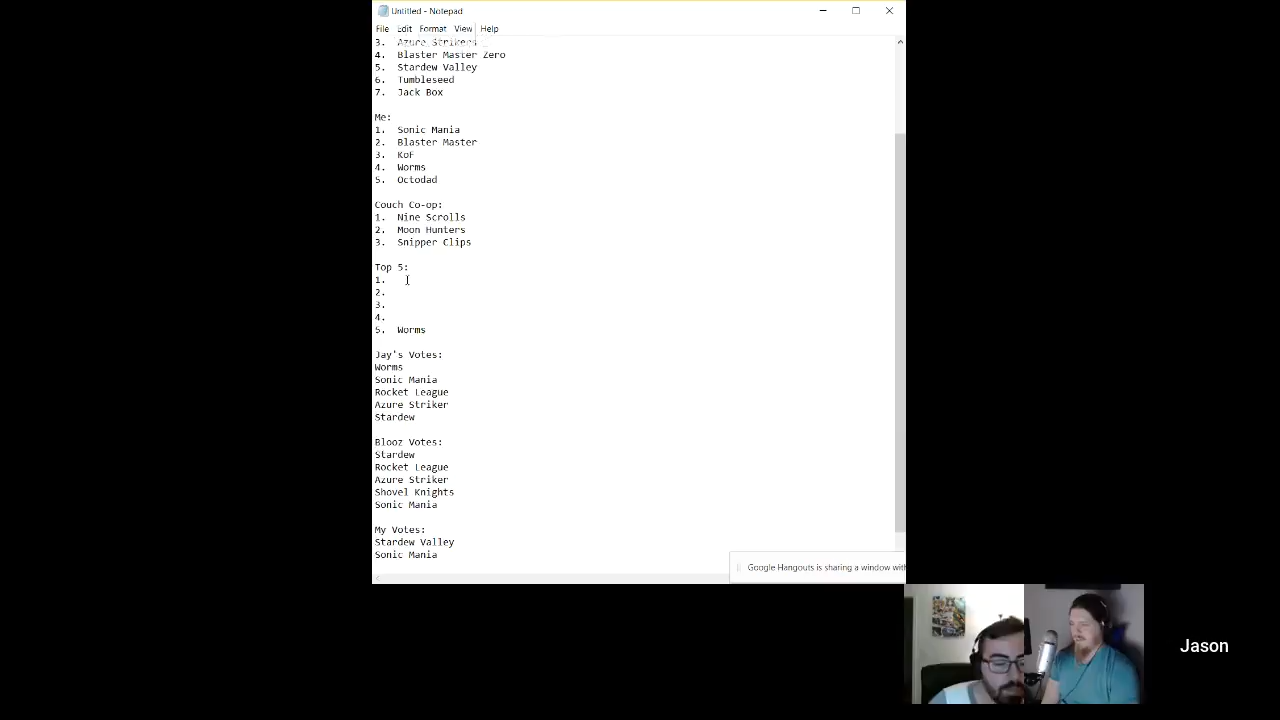 Untitled - Notepad
File Edit Format View Help
3. Azure Strikers
4. Blaster Master Zero
5. Stardew Valley
6. Tumbleseed
7. Jack Box
Me:
1. Sonic Mania
2. Blaster Master
3. KoF
4. Worms
5. Octodad
Couch Co-op:
1. Nine Scrolls
2. Moon Hunters
3. Snipper Clips
Top 5:
1.
2.
3.
4.
5. Worms
Jay's Votes:
Worms
Sonic Mania
Rocket League
Azure Striker
Stardew
Blooz Votes:
Stardew
Rocket League
Azure Striker
Shovel Knights
Sonic Mania
My Votes:
Stardew Valley
Sonic Mania
Google Hangouts is sharing a window with
Jason